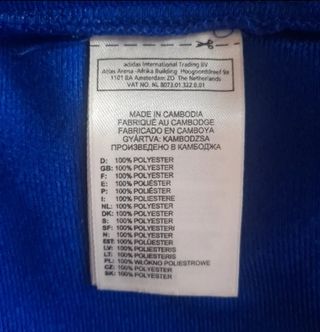 adidas International Trading BV
Atlas Arena -Afrika Building Hoogoorddreef 9a
1101 BA Amsterdam ZO The Netherlands
VAT NO. NL 8073.01.322.B.01
MADE IN CAMBODIA
FABRIQUÉ AU CAMBODGE
FABRICADO EN CAMBOYA
GYÁRTVA: KAMBODZSA
ПРОИЗВЕДЕНО В КАМБОДЖА
D: 100% POLYESTER
GB: 100% POLYESTER
F: 100% POLYESTER
E: 100% POLIÉSTER
P: 100% POLIÉSTER
I: 100% POLIESTERE
NL: 100% POLYESTER
DK: 100% POLYESTER
S: 100% POLYESTER
SF: 100% POLYESTERI
N: 100% POLYESTER
EST: 100% POLÜESTER
LV: 100% POLIESTERIS
LT: 100% POLIESTERIS
PL: 100% WŁÓKNO POLIESTROWE
CZ: 100% POLYESTER
SK: 100% POLYESTER